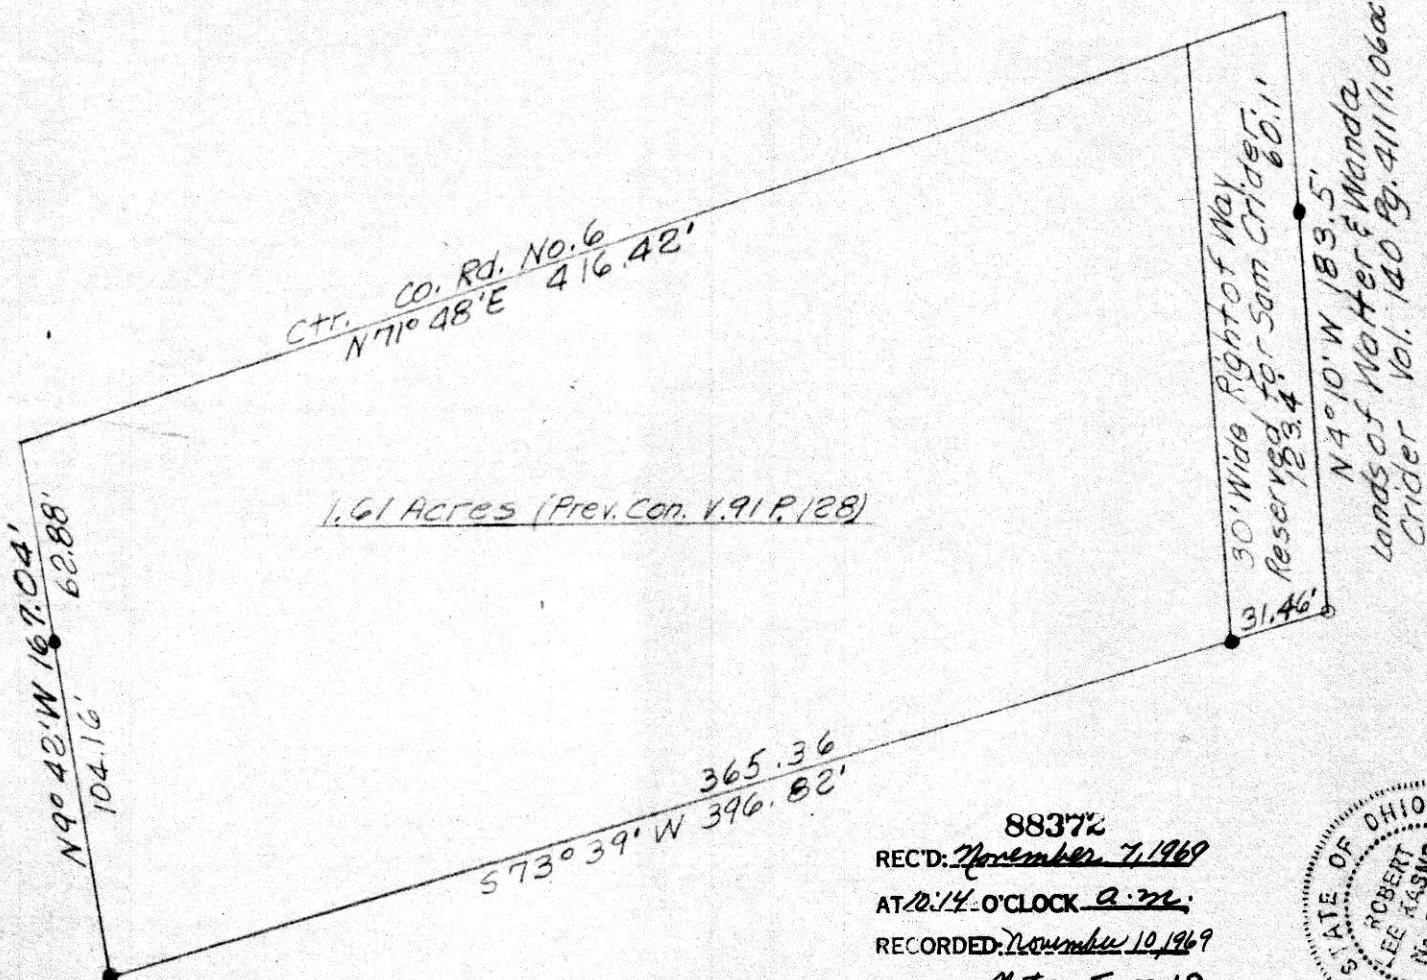 Ctr. Co. Rd. No. 6
N71° 48'E 416.42'
30' Wide Right of Way
Reserved for Sam Crider
60.1'
123.4'
N 4° 10' W 183.5'
Lands of Walter & Wanda
Crider Vol. 140 Pg. 411 (1.06ac
1.61 Acres (Prev. Con. V.91 P.128)
N9° 42' W 167.04'
62.88'
104.16'
31.46'
365.36
S73° 39' W 396.82'
88372
REC'D: November 7, 1969
AT 10:14 O'CLOCK a.m.
RECORDED: November 10, 1969
STATE OF OHIO
ROBERT
LEE